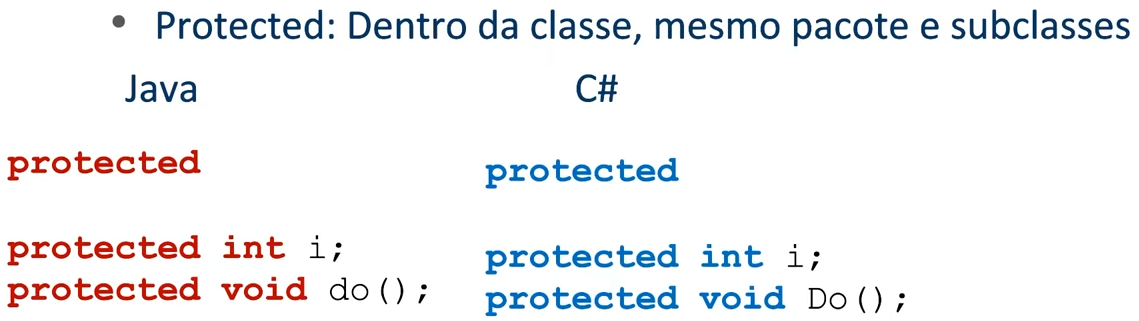 • Protected: Dentro da classe, mesmo pacote e subclasses
Java
C#
protected
protected
protected int i;
protected void do();
protected int i;
protected void Do();